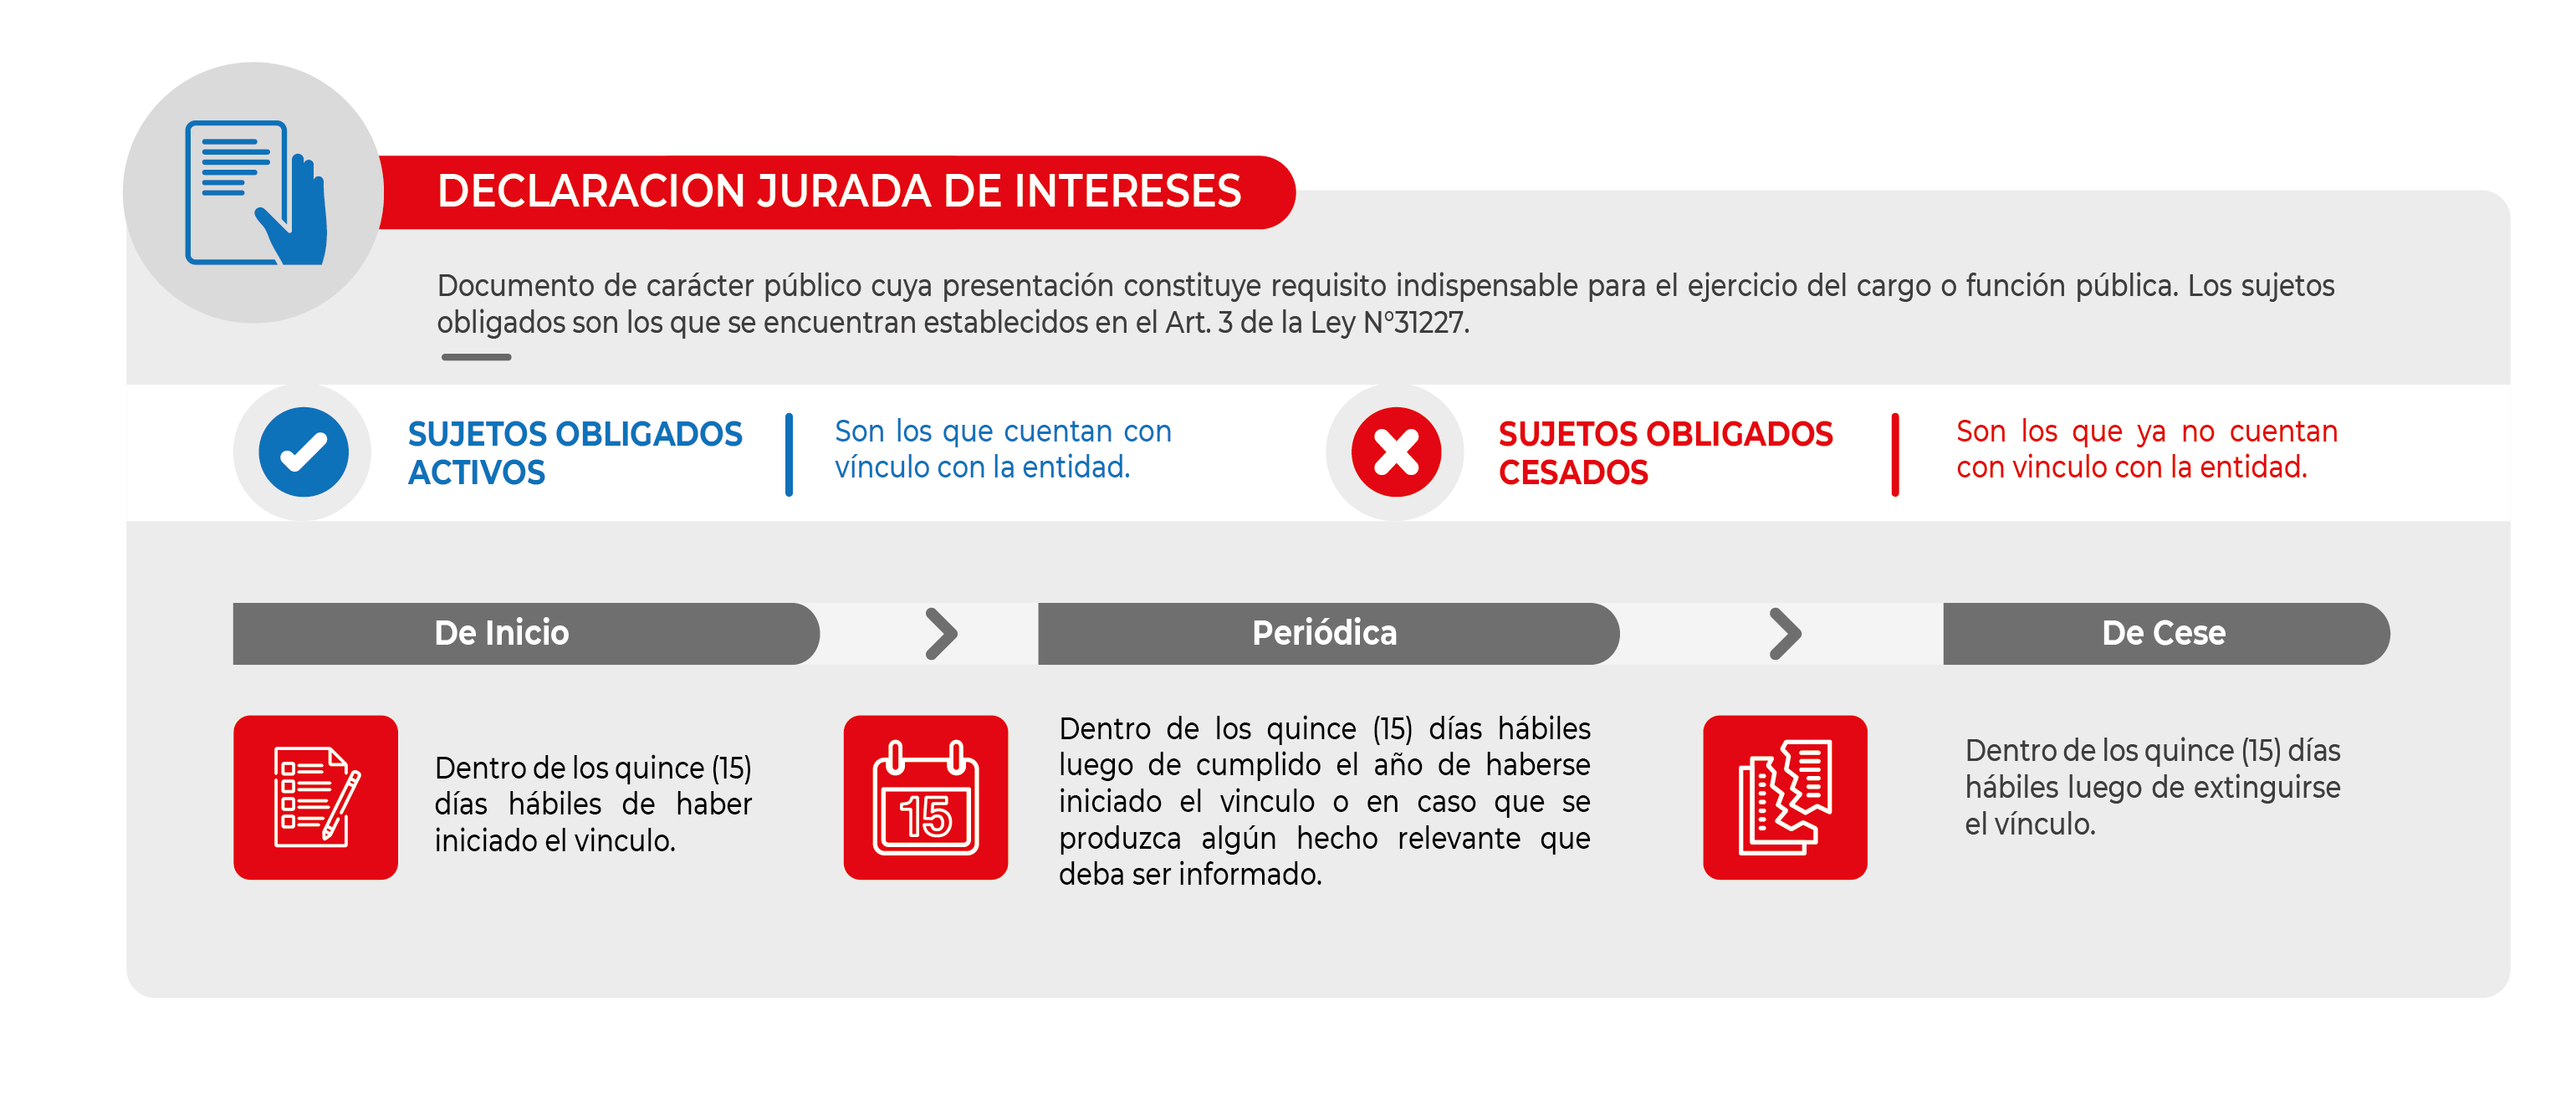 DECLARACION JURADA DE INTERESES
Documento de carácter público cuya presentación constituye requisito indispensable para el ejercicio del cargo o función pública. Los sujetos
obligados son los que se encuentran establecidos en el Art. 3 de la Ley N°31227.
SUJETOS OBLIGADOS
ACTIVOS
Son los que cuentan con
vínculo con la entidad.
SUJETOS OBLIGADOS
CESADOS
Son los que ya no cuentan
con vinculo con la entidad.
De Inicio
Periódica
De Cese
Dentro de los quince (15)
días hábiles de haber
iniciado el vinculo.
15
Dentro de los quince (15) días hábiles
luego de cumplido el año de haberse
iniciado el vinculo o en caso que se
produzca algún hecho relevante que
deba ser informado.
Dentro de los quince (15) días
hábiles luego de extinguirse
el vínculo.